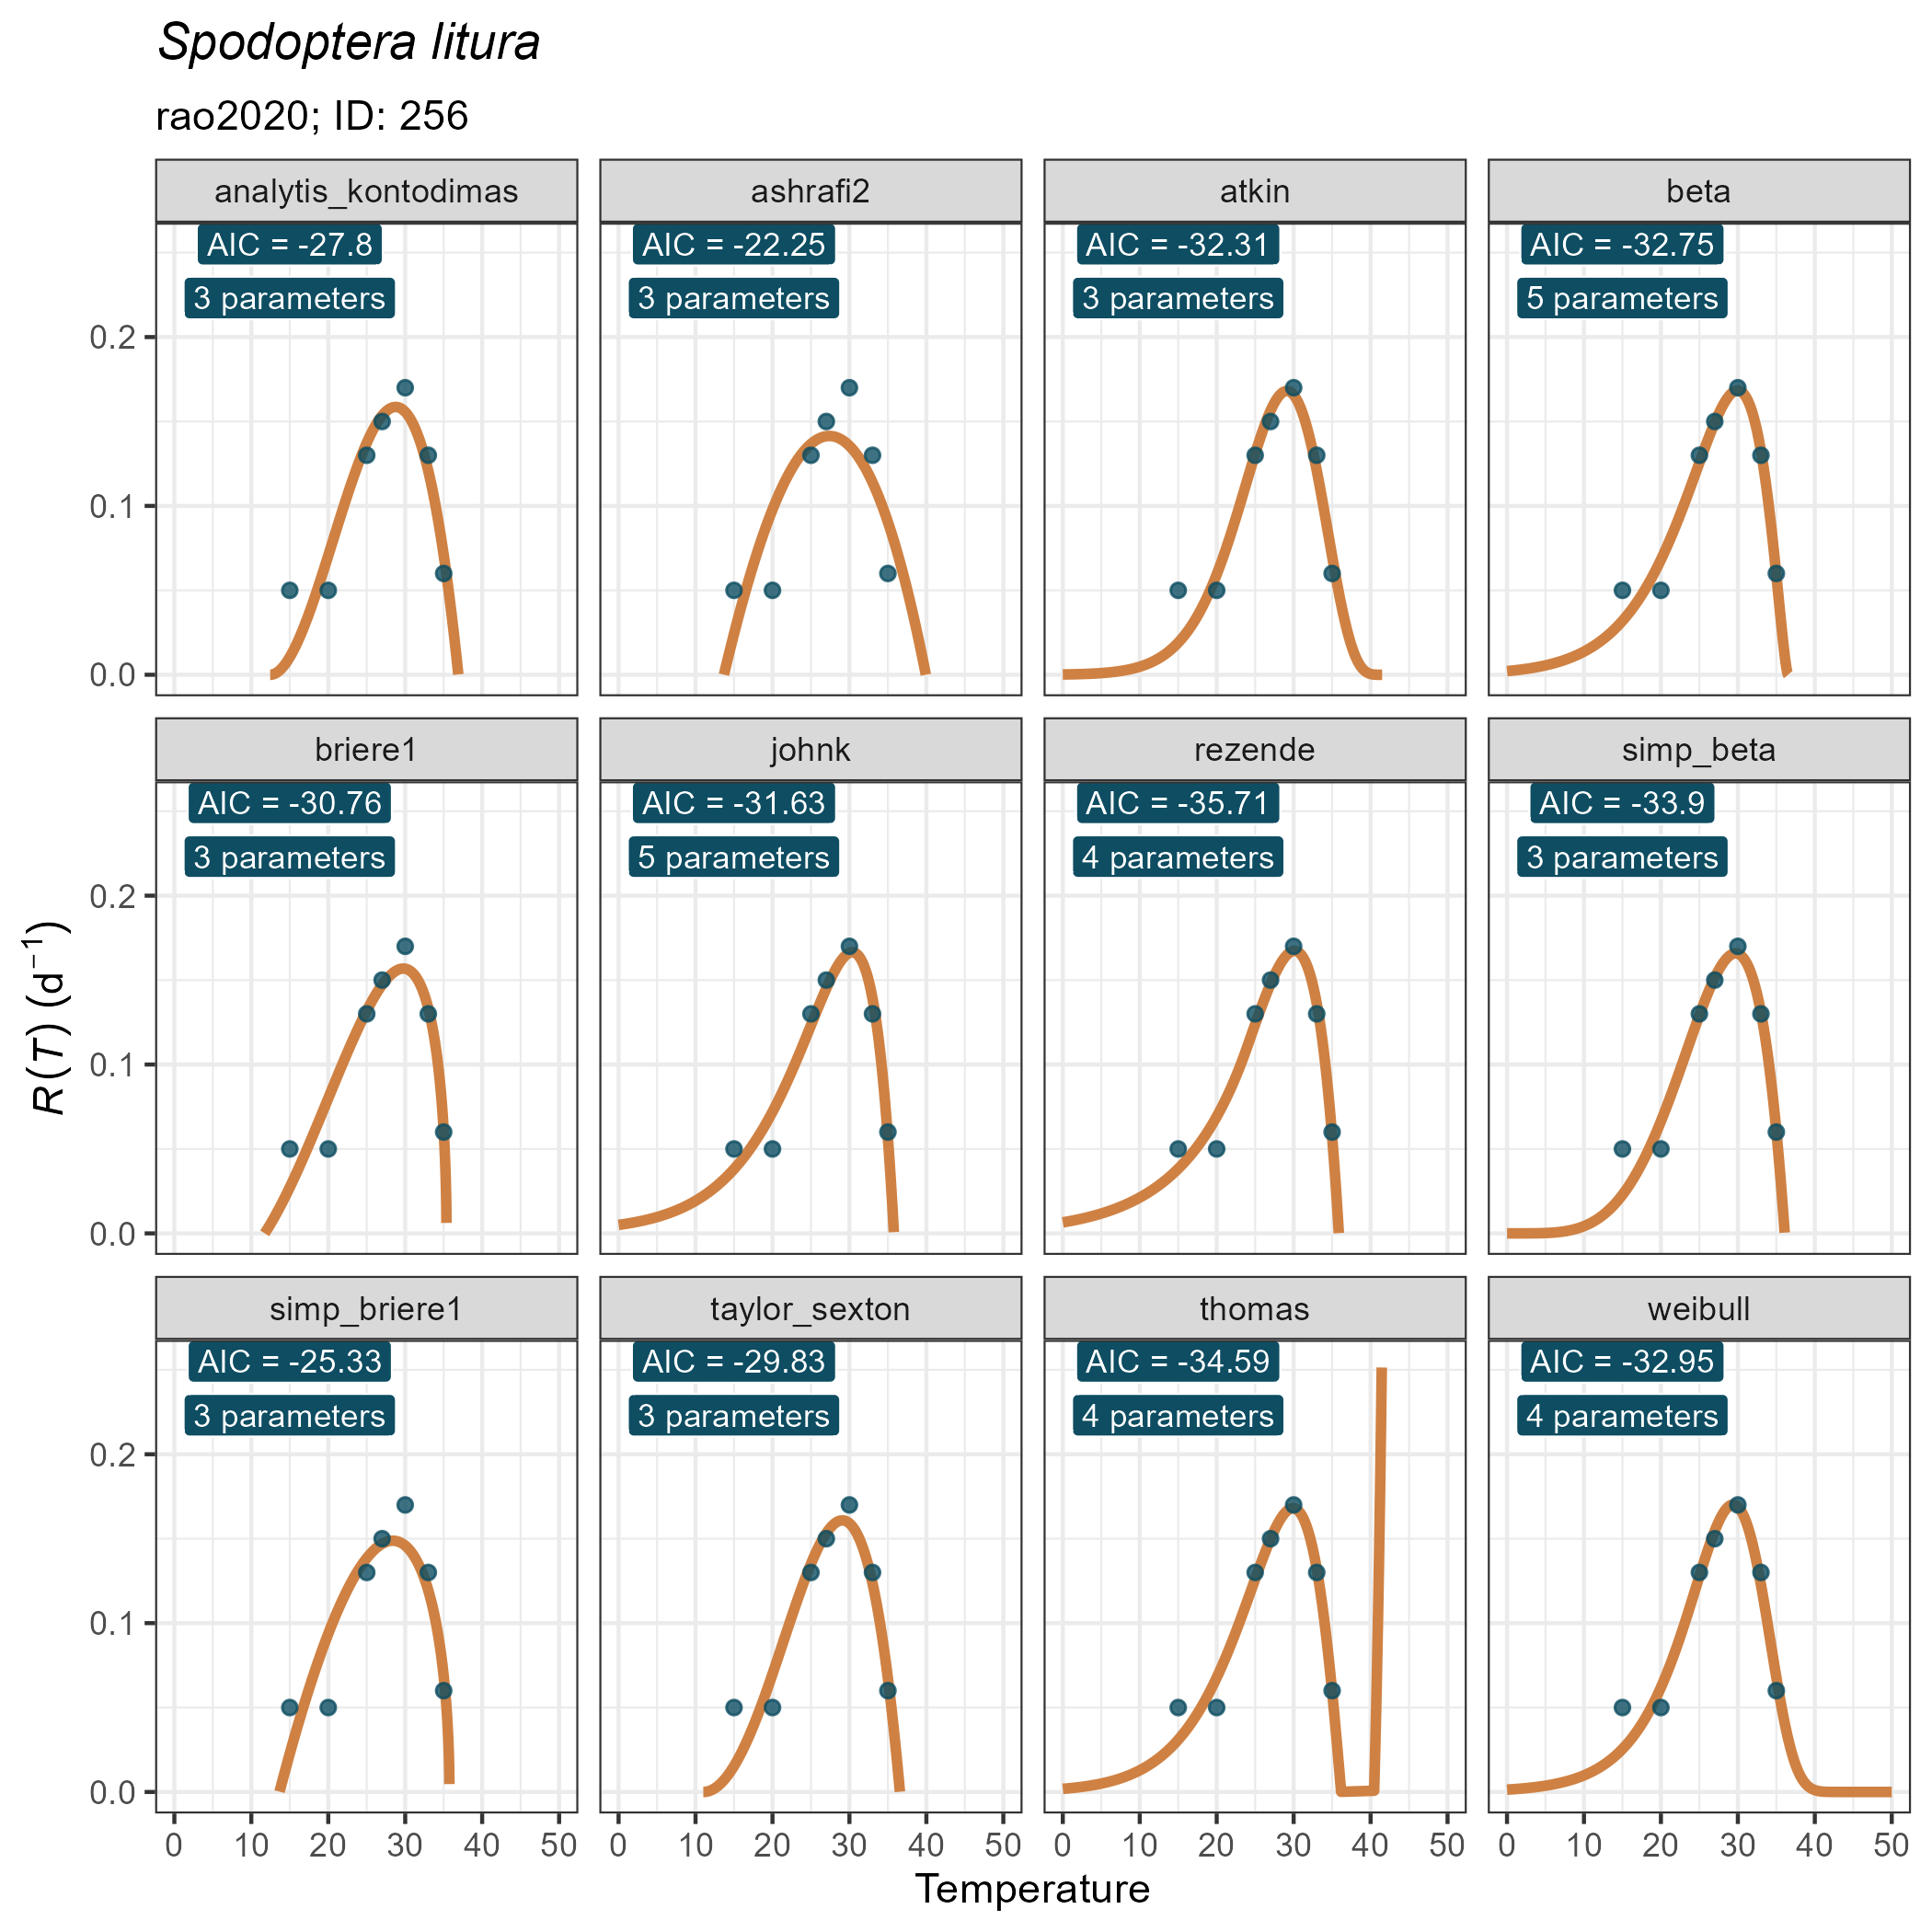 Spodoptera litura
rao2020; ID: 256
analytis_kontodimas
ashrafi2
atkin
beta
AIC = -27.8
3 parameters
AIC = -22.25
3 parameters
AIC = -32.31
3 parameters
AIC = -32.75
5 parameters
0.2
0.1
0.0
briere1
johnk
rezende
simp_beta
AIC = -30.76
3 parameters
AIC = -31.63
5 parameters
AIC = -35.71
4 parameters
AIC = -33.9
3 parameters
0.2
0.1
0.0
R(T) (d⁻¹)
simp_briere1
taylor_sexton
thomas
weibull
AIC = -25.33
3 parameters
AIC = -29.83
3 parameters
AIC = -34.59
4 parameters
AIC = -32.95
4 parameters
0.2
0.1
0.0
0 10 20 30 40 50
0 10 20 30 40 50
0 10 20 30 40 50
0 10 20 30 40 50
Temperature